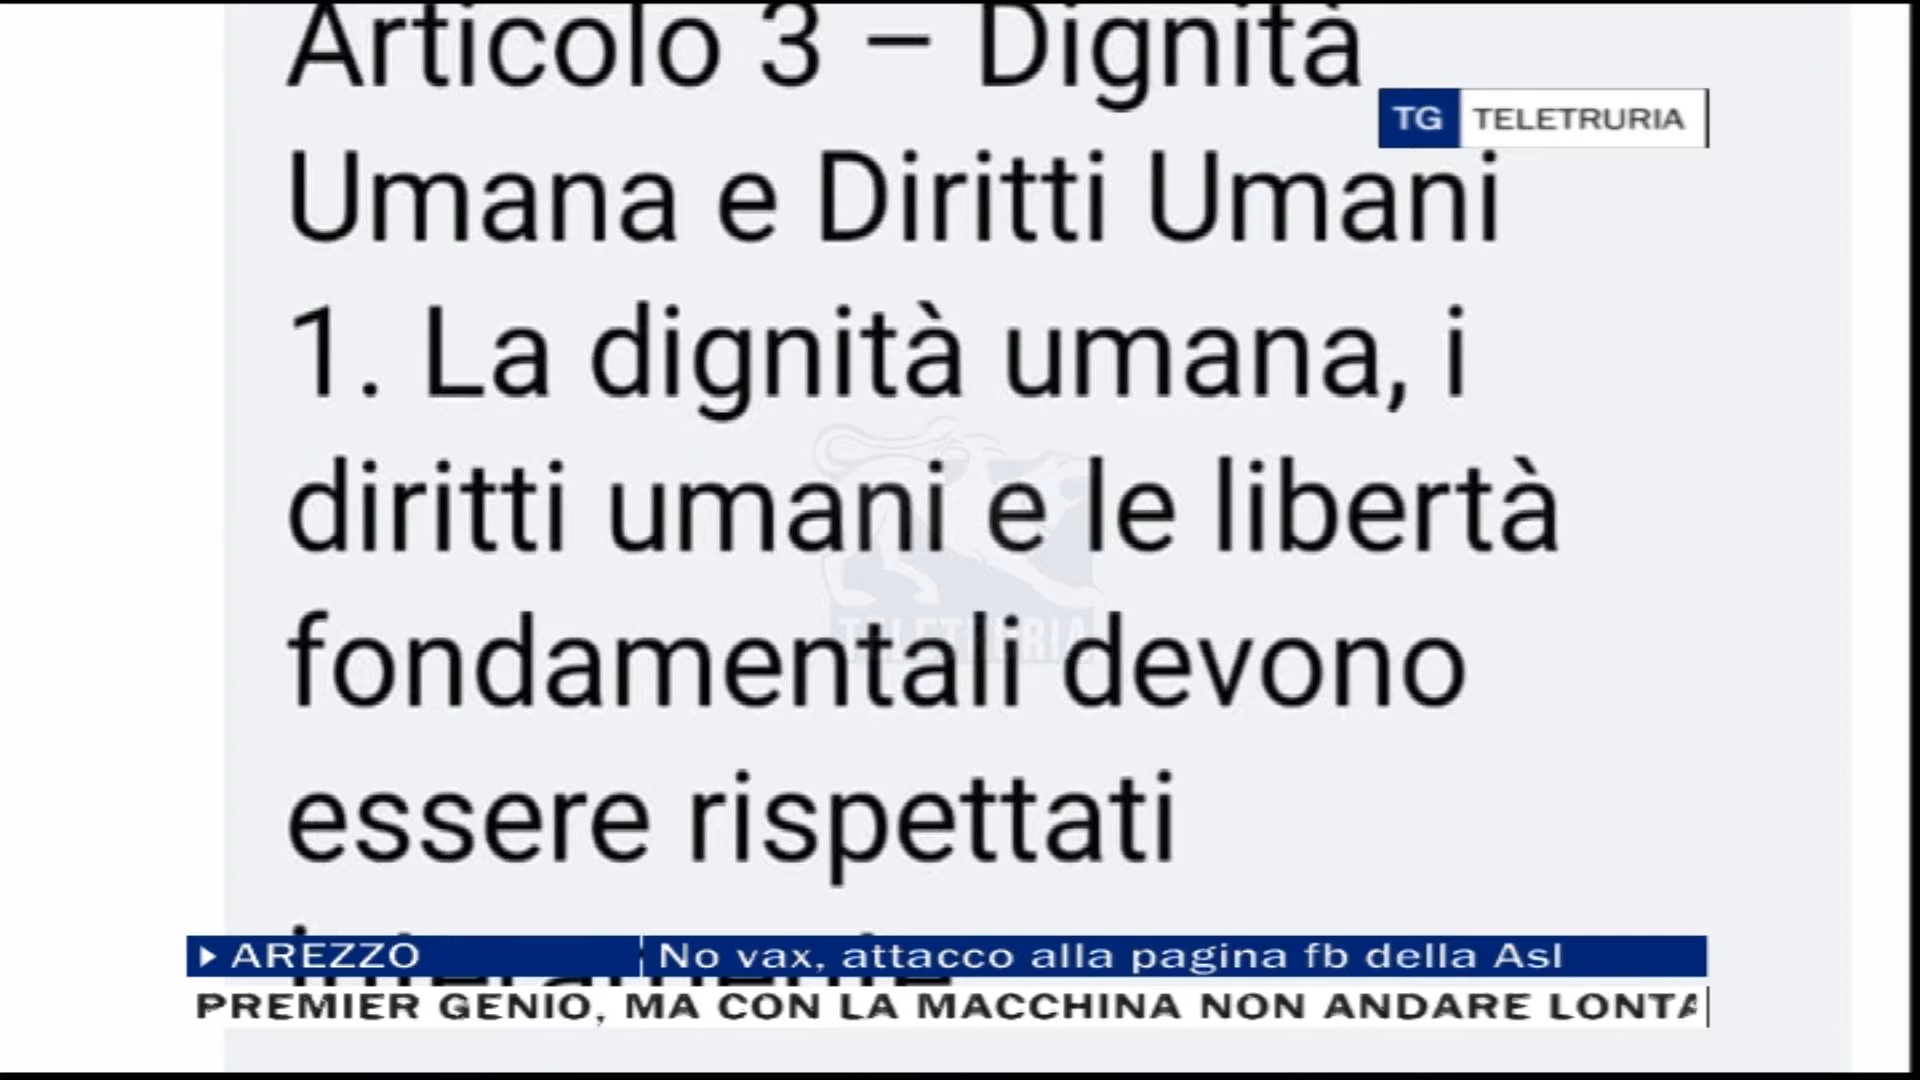 Articolo 3 – Dignità
TG TELETRURIA
Umana e Diritti Umani
1. La dignità umana, i
diritti umani e le libertà
fondamentali devono
essere rispettati
TELETRURIA
AREZZO No vax, attacco alla pagina fb della Asl
PREMIER GENIO, MA CON LA MACCHINA NON ANDARE LONTA